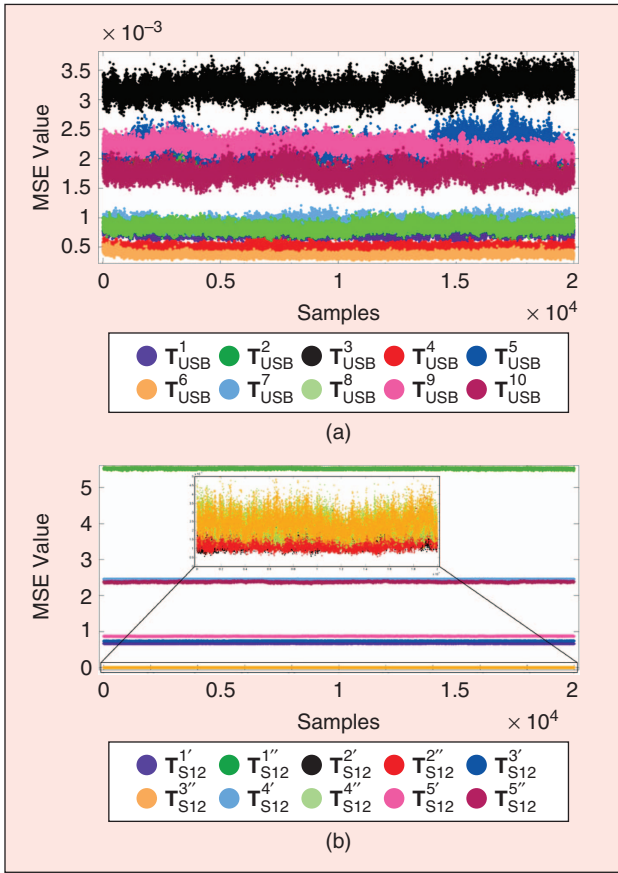 × 10⁻³
3.5
3
2.5
2
1.5
1
0.5
MSE Value
0 0.5 1 1.5 2
Samples × 10⁴
T¹USB T²USB T³USB T⁴USB T⁵USB
T⁶USB T⁷USB T⁸USB T⁹USB T¹⁰USB
(a)
5
4
3
2
1
0
MSE Value
0 0.5 1 1.5 2
Samples × 10⁴
T¹′S12 T¹″S12 T²′S12 T²″S12 T³′S12
T³″S12 T⁴′S12 T⁴″S12 T⁵′S12 T⁵″S12
(b)